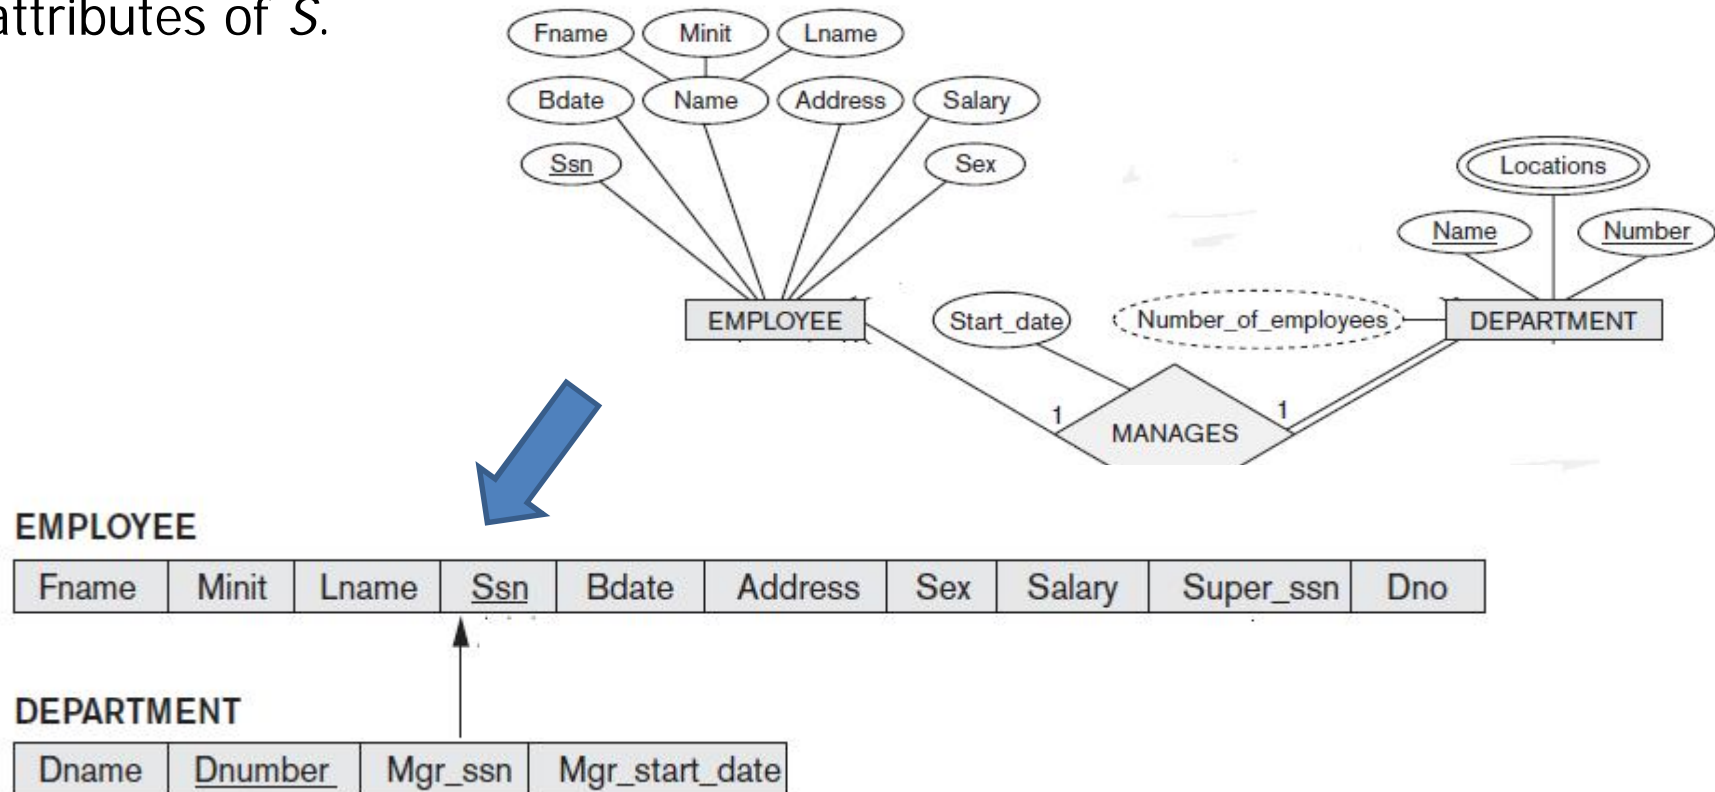 attributes of S.
Fname Minit Lname
Bdate Name Address Salary
Ssn Sex
Locations
Name Number
EMPLOYEE Start_date Number_of_employees DEPARTMENT
1 1
MANAGES
EMPLOYEE
Fname Minit Lname Ssn Bdate Address Sex Salary Super_ssn Dno
DEPARTMENT
Dname Dnumber Mgr_ssn Mgr_start_date